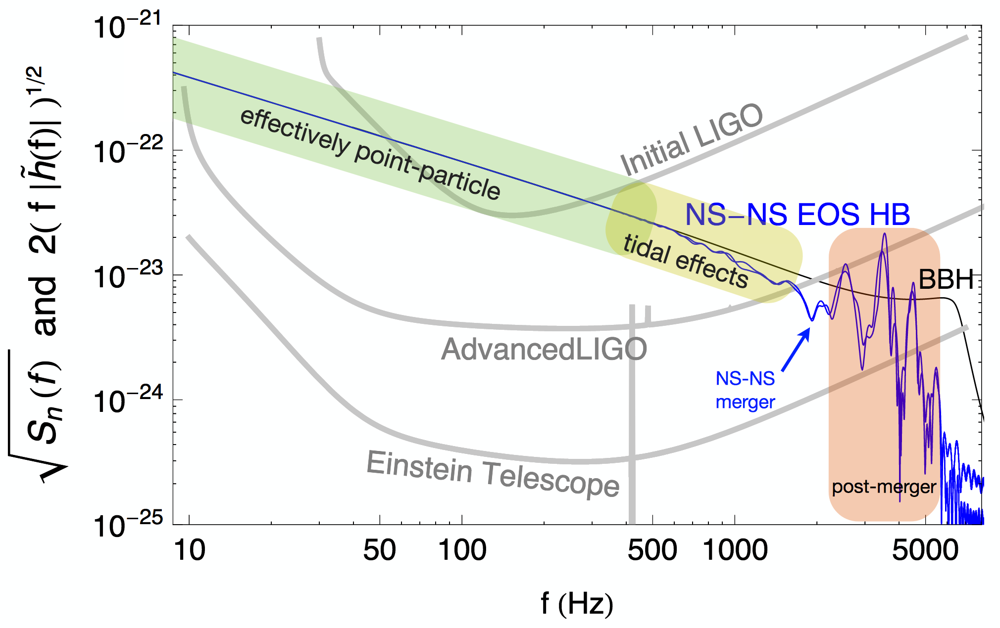 10−21
10−22
10−23
10−24
10−25
√Sn(f) and 2( f |h̃(f)| )1/2
effectively point-particle
Initial LIGO
NS−NS EOS HB
tidal effects
BBH
AdvancedLIGO
NS-NS
merger
Einstein Telescope
post-merger
10 50 100 500 1000 5000
f (Hz)